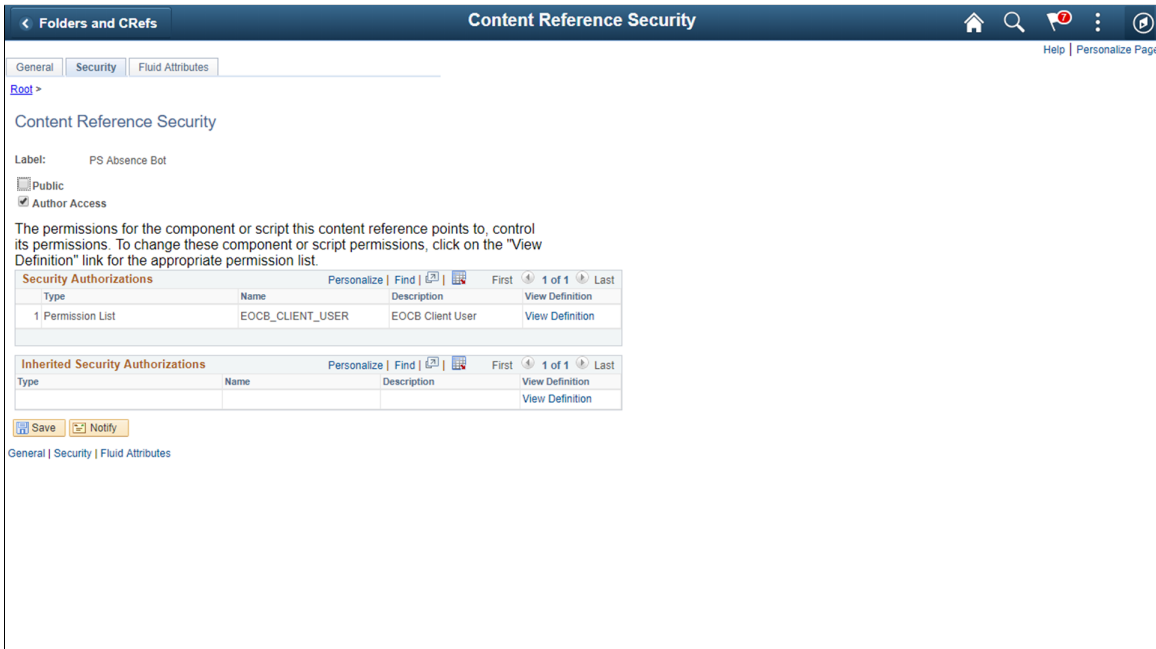 Folders and CRefs
Content Reference Security
7
Help | Personalize Page
General Security Fluid Attributes
Root >
Content Reference Security
Label: PS Absence Bot
Public
Author Access
The permissions for the component or script this content reference points to, control
its permissions. To change these component or script permissions, click on the "View
Definition" link for the appropriate permission list.
Security Authorizations Personalize | Find | | First 1 of 1 Last
Type Name Description View Definition
1 Permission List EOCB_CLIENT_USER EOCB Client User View Definition
Inherited Security Authorizations Personalize | Find | | First 1 of 1 Last
Type Name Description View Definition
View Definition
Save Notify
General | Security | Fluid Attributes